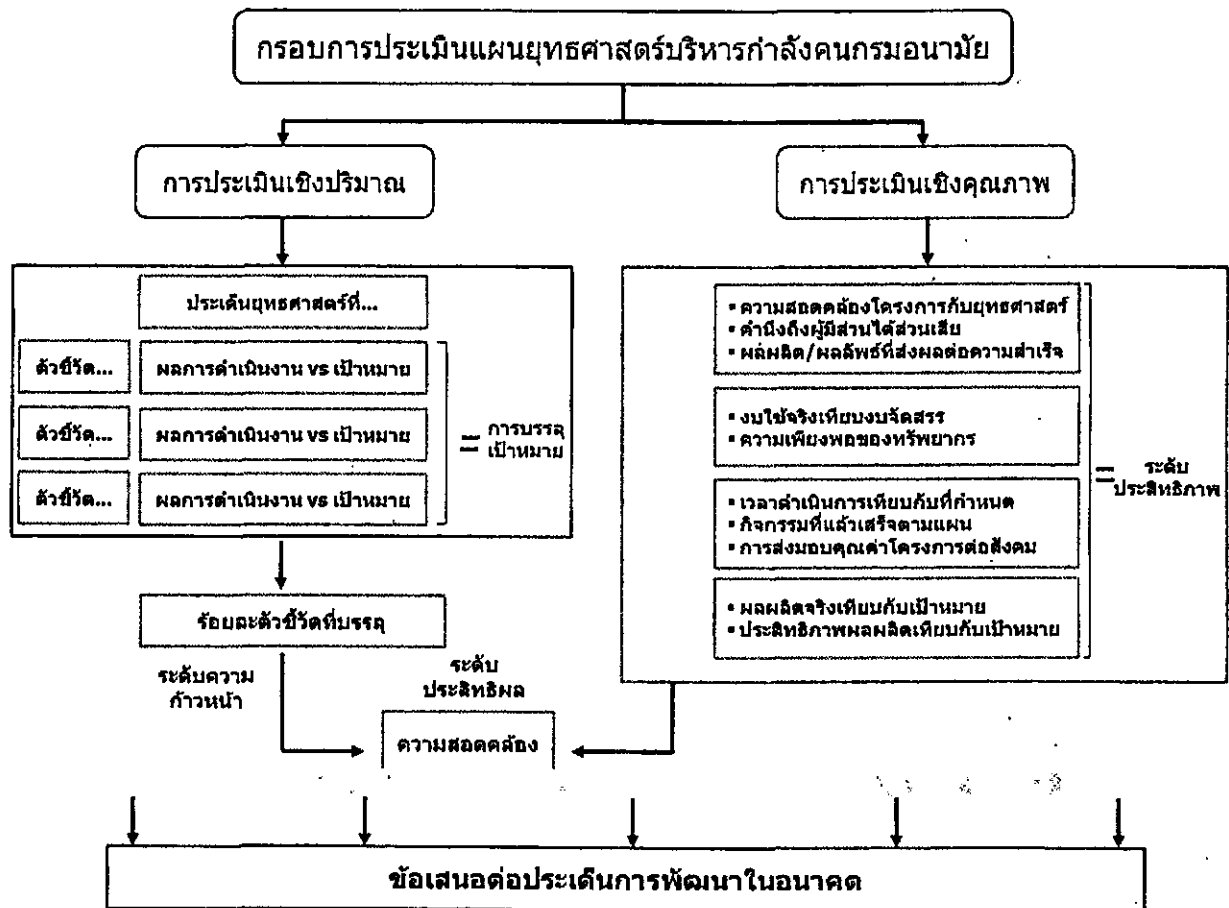 กรอบการประเมินแผนยุทธศาสตร์บริหารกำลังคนกรมอนามัย
การประเมินเชิงปริมาณ
การประเมินเชิงคุณภาพ
ประเด็นยุทธศาสตร์ที่...
ตัวชี้วัด...
ผลการดำเนินงาน vs เป้าหมาย
ตัวชี้วัด...
ผลการดำเนินงาน vs เป้าหมาย
ตัวชี้วัด...
ผลการดำเนินงาน vs เป้าหมาย
= การบรรลุ
เป้าหมาย
ร้อยละตัวชี้วัดที่บรรลุ
▪ ความสอดคล้องโครงการกับยุทธศาสตร์
▪ คำนึงถึงผู้มีส่วนได้ส่วนเสีย
▪ ผลผลิต/ผลลัพธ์ที่ส่งผลต่อความสำเร็จ
▪ งบใช้จริงเทียบงบจัดสรร
▪ ความเพียงพอของทรัพยากร
▪ เวลาดำเนินการเทียบกับที่กำหนด
▪ กิจกรรมที่แล้วเสร็จตามแผน
▪ การส่งมอบคุณค่าโครงการต่อสังคม
▪ ผลผลิตจริงเทียบกับเป้าหมาย
▪ ประสิทธิภาพผลผลิตเทียบกับเป้าหมาย
= ระดับ
ประสิทธิภาพ
ระดับความ
ก้าวหน้า
ระดับ
ประสิทธิผล
ความสอดคล้อง
ข้อเสนอต่อประเด็นการพัฒนาในอนาคต